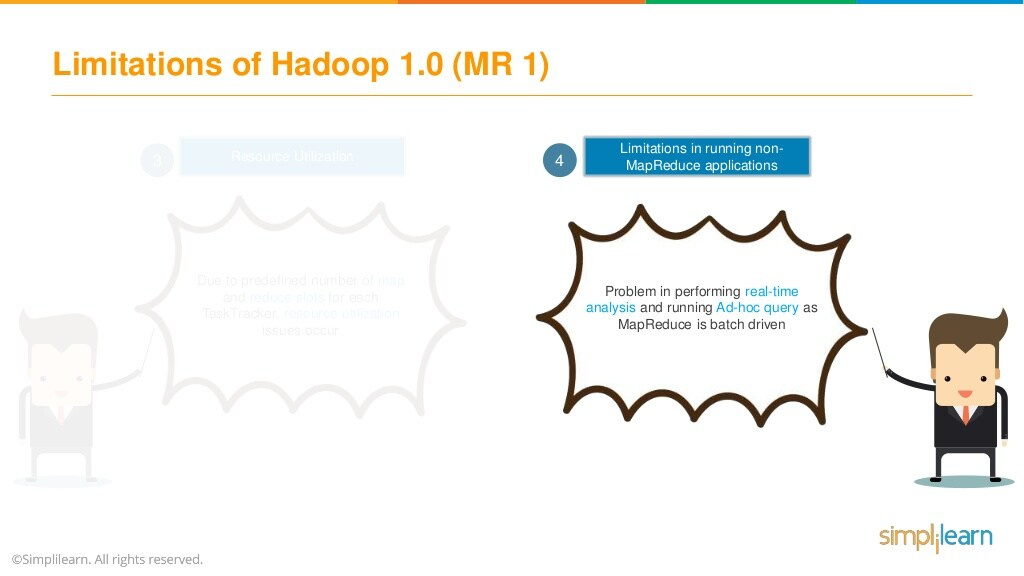 Limitations of Hadoop 1.0 (MR 1)
3
Resource Utilization
Due to predefined number of map
and reduce slots for each
TaskTracker, resource utilization
issues occur
4
Limitations in running non-
MapReduce applications
Problem in performing real-time
analysis and running Ad-hoc query as
MapReduce is batch driven
simplilearn
©Simplilearn. All rights reserved.